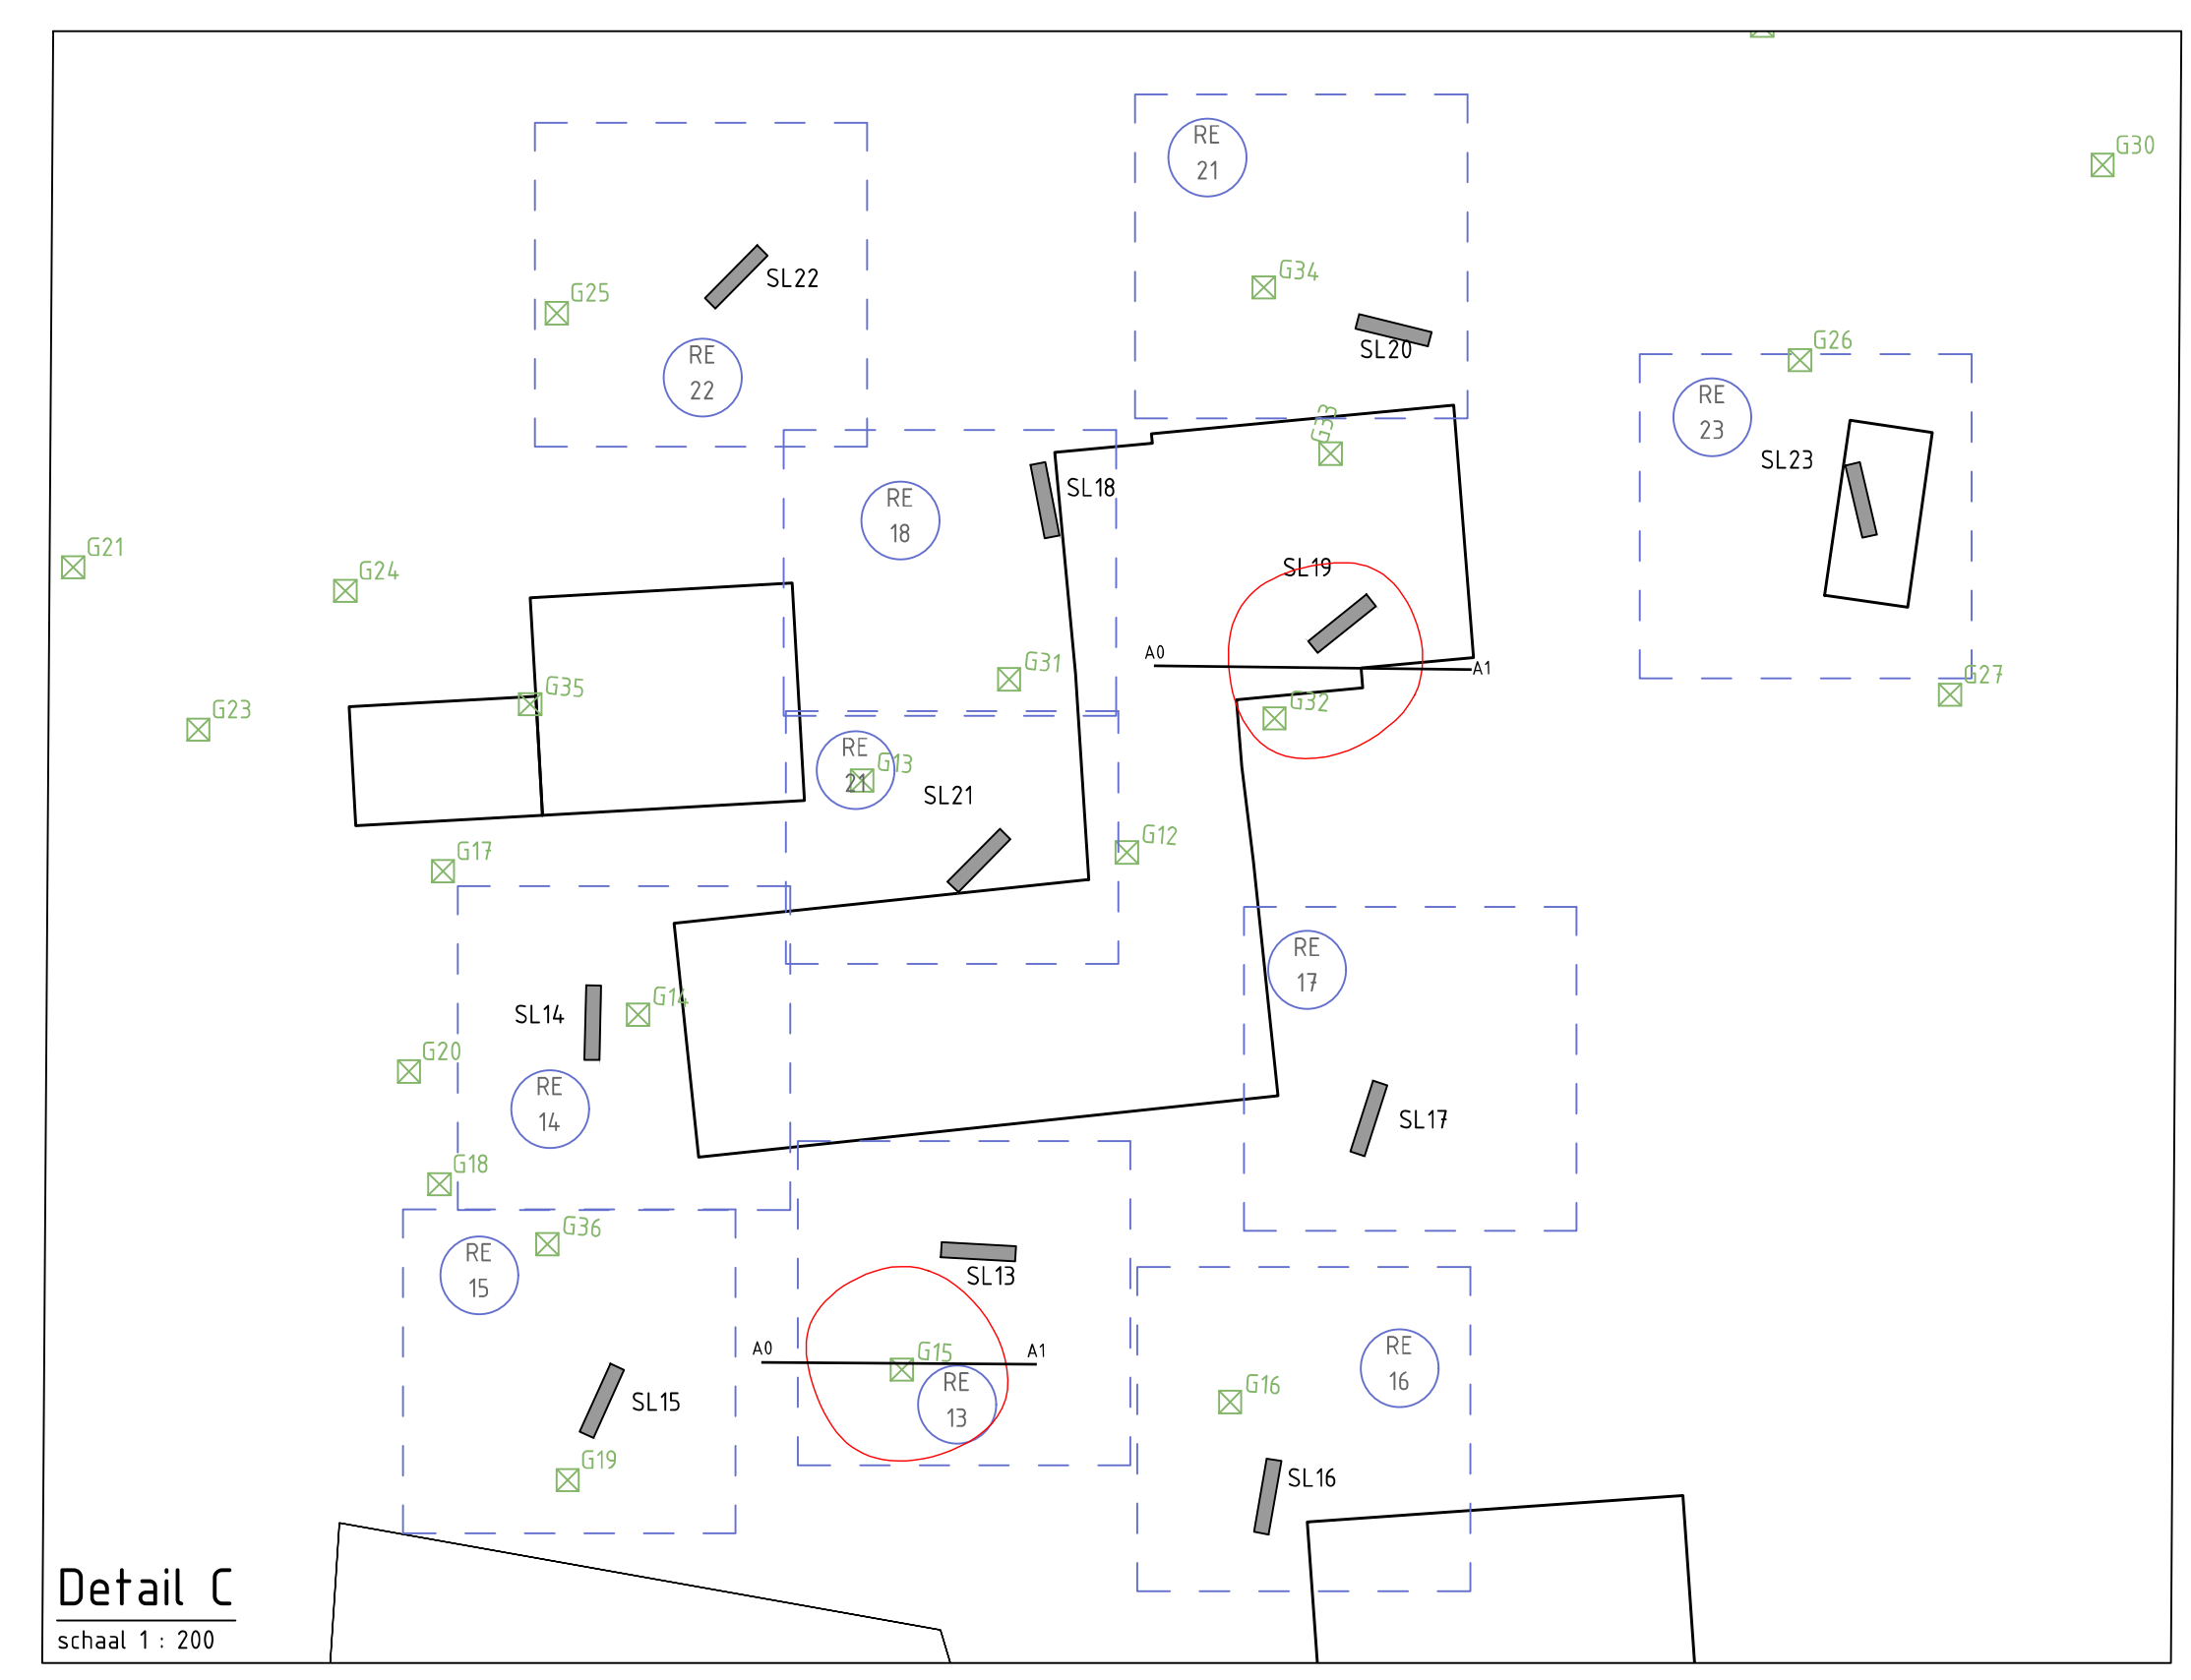 RE
21
G30
G34
G25
SL22
SL20
RE
22
G26
RE
23
G33
SL23
SL18
RE
18
G21
G24
SL19
A0
A1
G31
G35
G32
G27
G23
RE
21
G13
SL21
G12
G17
RE
17
SL14
G14
G20
RE
14
SL17
G18
G36
RE
15
SL13
A0
G15
A1
RE
13
RE
16
G16
SL15
G19
SL16
Detail C
schaal 1 : 200